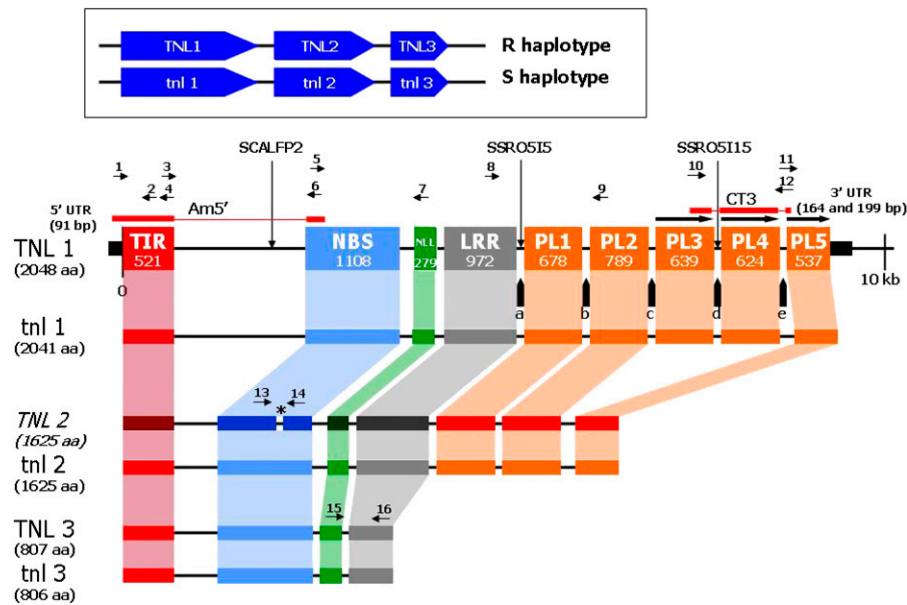 TNL1 TNL2 TNL3 R haplotype
tnl 1 tnl 2 tnl 3 S haplotype
SCALFP2 SSRO5I5 SSRO5I15
1 3 5 8 10 11
2 4 6 7 9 12
Am5' CT3
5' UTR
(91 bp)
3' UTR
(164 and 199 bp)
TNL 1
(2048 aa)
TIR NBS NLL LRR PL1 PL2 PL3 PL4 PL5
521 1108 279 972 678 789 639 624 537
0 10 kb
a b c d e
tnl 1
(2041 aa)
13 * 14
TNL 2
(1625 aa)
tnl 2
(1625 aa)
15 16
TNL 3
(807 aa)
tnl 3
(806 aa)